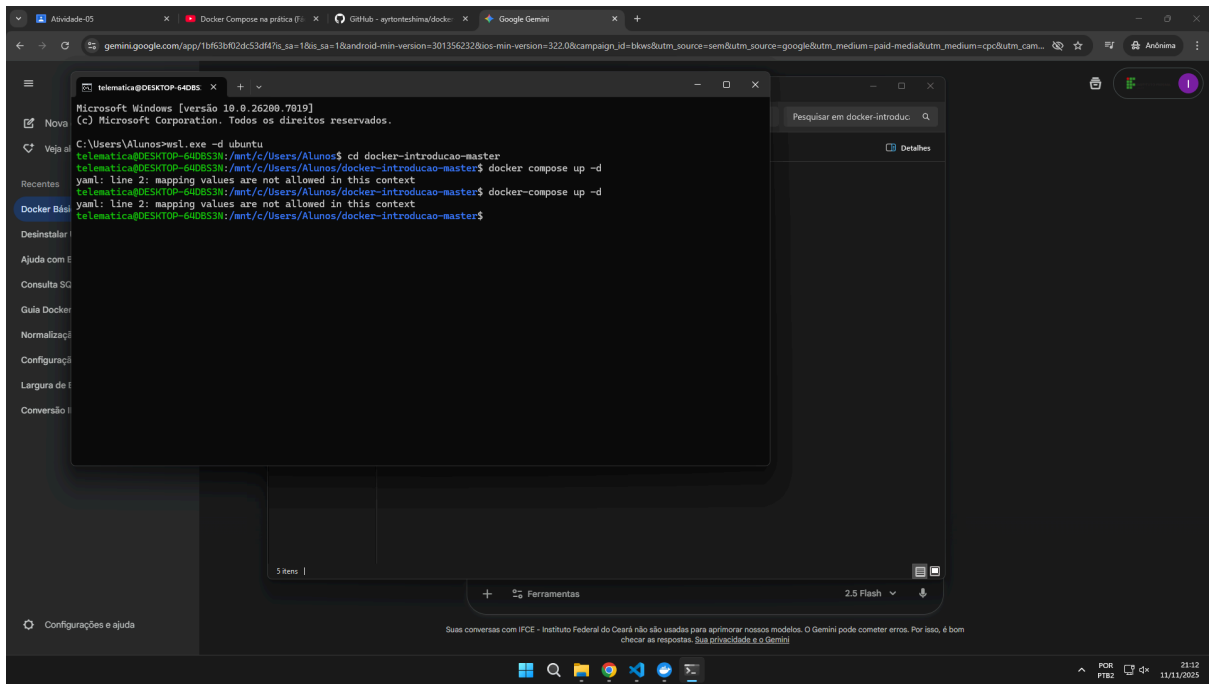 Atividade-05
Docker Compose na prática (Fá
GitHub - ayrtonteshima/docker-
Google Gemini
gemini.google.com/app/1bf63bf02dc53df4?is_sa=1&is_sa=1&android-min-version=301356232&ios-min-version=322.0&campaign_id=bkws&utm_source=sem&utm_source=google&utm_medium=paid-media&utm_medium=cpc&utm_cam...
Anônima
telematica@DESKTOP-64DBS
Microsoft Windows [versão 10.0.26200.7019]
(c) Microsoft Corporation. Todos os direitos reservados.
C:\Users\Alunos>wsl.exe -d ubuntu
telematica@DESKTOP-64DBS3N:/mnt/c/Users/Alunos$ cd docker-introducao-master
telematica@DESKTOP-64DBS3N:/mnt/c/Users/Alunos/docker-introducao-master$ docker compose up -d
yaml: line 2: mapping values are not allowed in this context
telematica@DESKTOP-64DBS3N:/mnt/c/Users/Alunos/docker-introducao-master$ docker-compose up -d
yaml: line 2: mapping values are not allowed in this context
telematica@DESKTOP-64DBS3N:/mnt/c/Users/Alunos/docker-introducao-master$
Pesquisar em docker-introduc
Detalhes
I
Nova
Veja al
Recentes
Docker Bási
Desinstalar
Ajuda com E
Consulta SQ
Guia Docker
Normalizaçã
Configuraçã
Largura de
Conversão
5 itens
Ferramentas
2.5 Flash
Configurações e ajuda
Suas conversas com IFCE - Instituto Federal do Ceará não são usadas para aprimorar nossos modelos. O Gemini pode cometer erros. Por isso, é bom
checar as respostas. Sua privacidade e o Gemini
POR
PTB2
21:12
11/11/2025